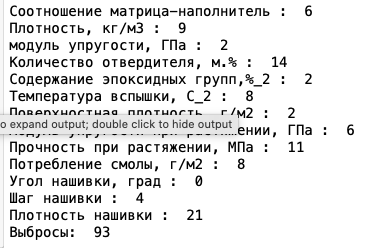 Соотношение матрица-наполнитель :  6
Плотность, кг/м3 :  9
модуль упругости, ГПа :  2
Количество отвердителя, м.% :  14
Содержание эпоксидных групп,%_2 :  2
Температура вспышки, С_2 :  8
Поверхностная плотность, г/м2 :  2
o expand output; double click to hide output
упругости при растяжении, ГПа :  6
Прочность при растяжении, МПа :  11
Потребление смолы, г/м2 :  8
Угол нашивки, град :  0
Шаг нашивки :  4
Плотность нашивки :  21
Выбросы:  93